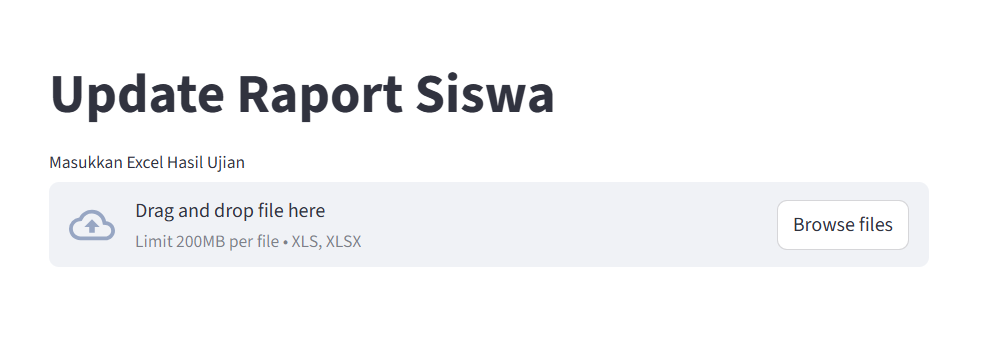 Update Raport Siswa
Masukkan Excel Hasil Ujian
Drag and drop file here
Limit 200MB per file • XLS, XLSX
Browse files